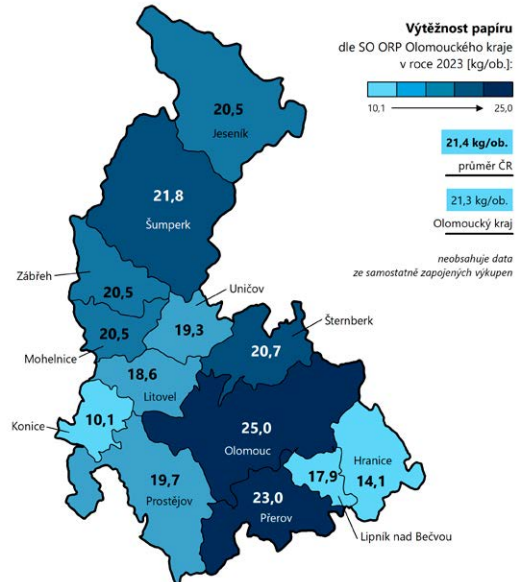 Výtěžnost papíru
dle SO ORP Olomouckého kraje
v roce 2023 [kg/ob.]:
10,1
25,0
21,4 kg/ob.
průměr ČR
21,3 kg/ob.
Olomoucký kraj
neobsahuje data
ze samostatně zapojených výkupen
20,5
Jeseník
21,8
Šumperk
Zábřeh
20,5
Uničov
19,3
Šternberk
20,7
20,5
Mohelnice
18,6
Litovel
Konice
10,1
25,0
Olomouc
Hranice
14,1
17,9
19,7
Prostějov
23,0
Přerov
Lipník nad Bečvou